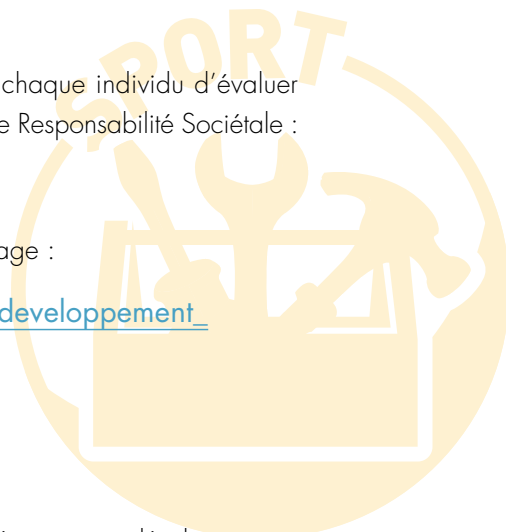 SPORT
chaque individu d’évaluer
e Responsabilité Sociétale :
age :
developpement_